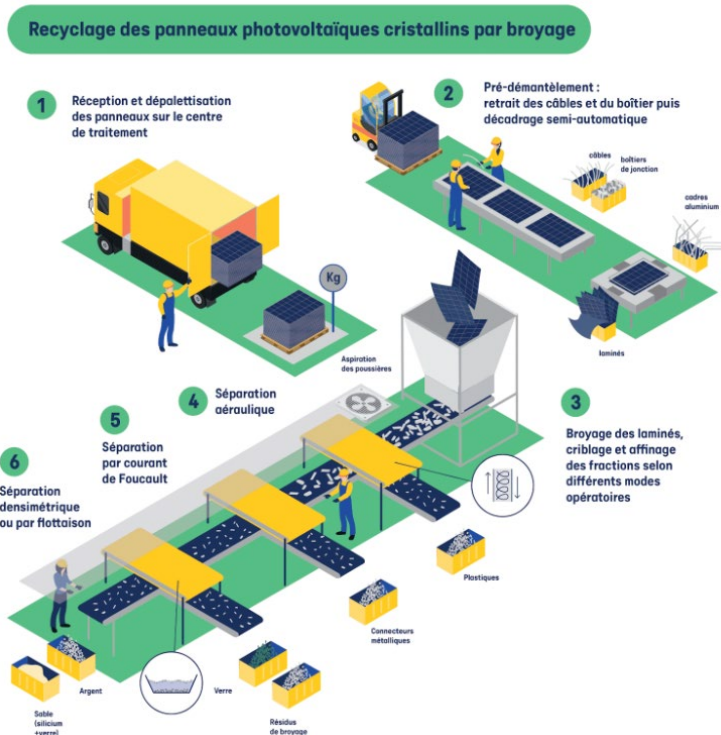 Recyclage des panneaux photovoltaïques cristallins par broyage
1
Réception et dépalettisation
des panneaux sur le centre
de traitement
2
Pré-démantèlement :
retrait des câbles et du boîtier puis
décadrage semi-automatique
câbles
boîtiers
de jonction
cadres
aluminium
Kg
laminés
Aspiration
des poussières
3
Broyage des laminés,
criblage et affinage
des fractions selon
différents modes
opératoires
4
Séparation
aéraulique
5
Séparation
par courant
de Foucault
6
Séparation
densimétrique
ou par flottaison
Plastiques
Connecteurs
métalliques
Verre
Résidus
de broyage
Argent
Sable
(silicium
+verre)